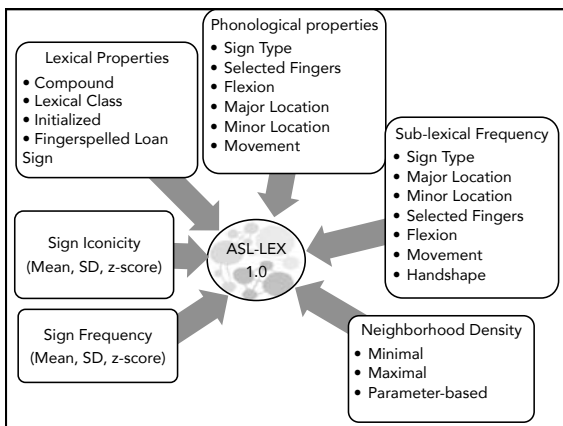 Phonological properties
• Sign Type
• Selected Fingers
• Flexion
• Major Location
• Minor Location
• Movement
Lexical Properties
• Compound
• Lexical Class
• Initialized
• Fingerspelled Loan
Sign
Sub-lexical Frequency
• Sign Type
• Major Location
• Minor Location
• Selected Fingers
• Flexion
• Movement
• Handshape
Sign Iconicity
(Mean, SD, z-score)
ASL-LEX
1.0
Sign Frequency
(Mean, SD, z-score)
Neighborhood Density
• Minimal
• Maximal
• Parameter-based